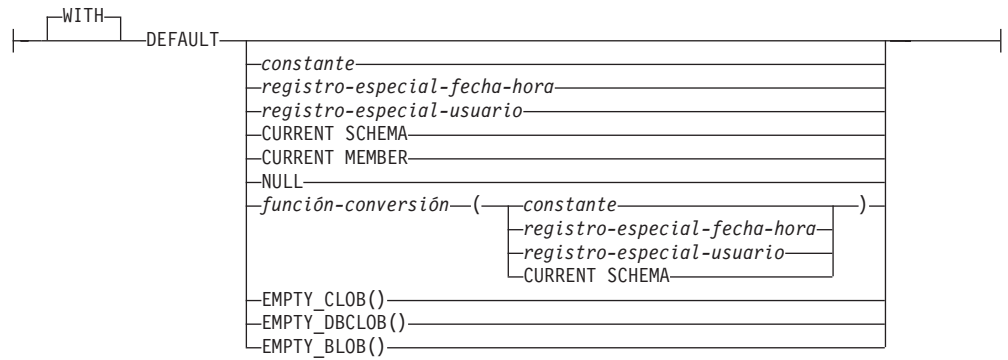 WITH
DEFAULT
constante
registro-especial-fecha-hora
registro-especial-usuario
CURRENT SCHEMA
CURRENT MEMBER
NULL
función-conversión ( constante )
registro-especial-fecha-hora
registro-especial-usuario
CURRENT SCHEMA
EMPTY_CLOB()
EMPTY_DBCLOB()
EMPTY_BLOB()